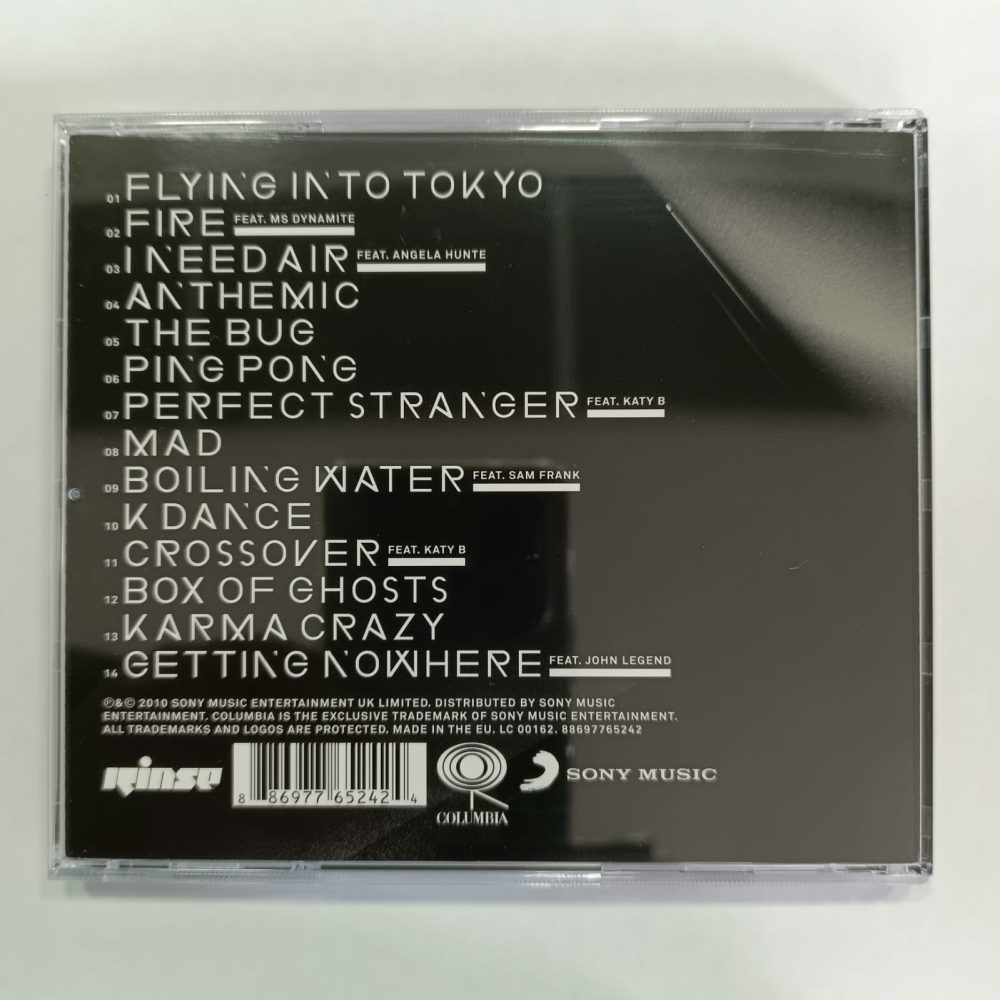 01 FLYING INTO TOKYO
02 FIRE FEAT. MS DYNAMITE
03 I NEED AIR FEAT. ANGELA HUNTE
04 ANTHEMIC
05 THE BUG
06 PING PONG
07 PERFECT STRANGER FEAT. KATY B
08 MAD
09 BOILING WATER FEAT. SAM FRANK
10 K DANCE
11 CROSSOVER FEAT. KATY B
12 BOX OF GHOSTS
13 KARMA CRAZY
14 GETTING NOWHERE FEAT. JOHN LEGEND
℗&© 2010 SONY MUSIC ENTERTAINMENT UK LIMITED. DISTRIBUTED BY SONY MUSIC
ENTERTAINMENT. COLUMBIA IS THE EXCLUSIVE TRADEMARK OF SONY MUSIC ENTERTAINMENT.
ALL TRADEMARKS AND LOGOS ARE PROTECTED. MADE IN THE EU. LC 00162. 88697765242
rinse
8 86977 65242 4
COLUMBIA
SONY MUSIC